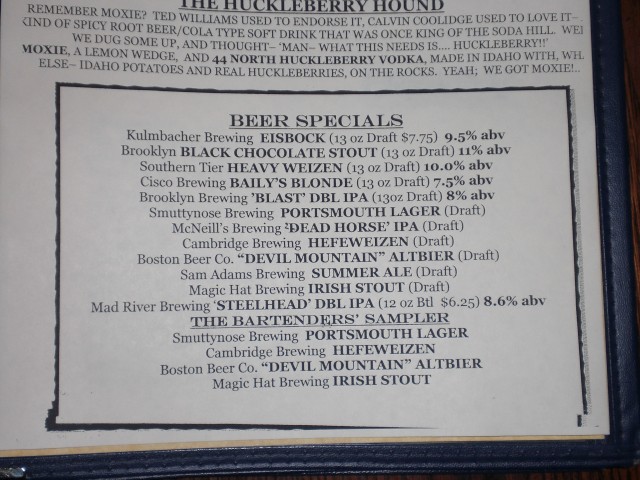 THE HUCKLEBERRY HOUND
REMEMBER MOXIE? TED WILLIAMS USED TO ENDORSE IT, CALVIN COOLIDGE USED TO LOVE IT–
KIND OF SPICY ROOT BEER/COLA TYPE SOFT DRINK THAT WAS ONCE KING OF THE SODA HILL.
WE DUG SOME UP, AND THOUGHT– 'MAN– WHAT THIS NEEDS IS.... HUCKLEBERRY!!'
MOXIE, A LEMON WEDGE, AND 44 NORTH HUCKLEBERRY VODKA, MADE IN IDAHO WITH,
ELSE– IDAHO POTATOES AND REAL HUCKLEBERRIES, ON THE ROCKS. YEAH; WE GOT MOXIE!..
BEER SPECIALS
Kulmbacher Brewing EISBOCK (13 oz Draft $7.75) 9.5% abv
Brooklyn BLACK CHOCOLATE STOUT (13 oz Draft) 11% abv
Southern Tier HEAVY WEIZEN (13 oz Draft) 10.0% abv
Cisco Brewing BAILY'S BLONDE (13 oz Draft) 7.5% abv
Brooklyn Brewing 'BLAST' DBL IPA (13oz Draft) 8% abv
Smuttynose Brewing PORTSMOUTH LAGER (Draft)
McNeill's Brewing 'DEAD HORSE' IPA (Draft)
Cambridge Brewing HEFEWEIZEN (Draft)
Boston Beer Co. "DEVIL MOUNTAIN" ALTBIER (Draft)
Sam Adams Brewing SUMMER ALE (Draft)
Magic Hat Brewing IRISH STOUT (Draft)
Mad River Brewing 'STEELHEAD' DBL IPA (12 oz Btl $6.25) 8.6% abv
THE BARTENDERS' SAMPLER
Smuttynose Brewing PORTSMOUTH LAGER
Cambridge Brewing HEFEWEIZEN
Boston Beer Co. "DEVIL MOUNTAIN" ALTBIER
Magic Hat Brewing IRISH STOUT